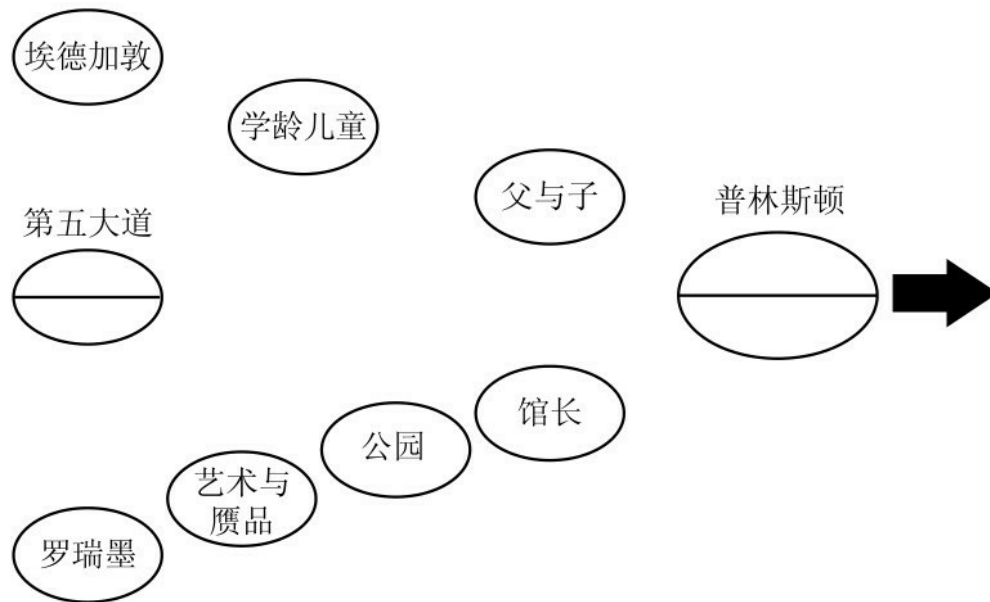 埃德加敦
学龄儿童
父与子
普林斯顿
第五大道
馆长
公园
艺术与
赝品
罗瑞墨